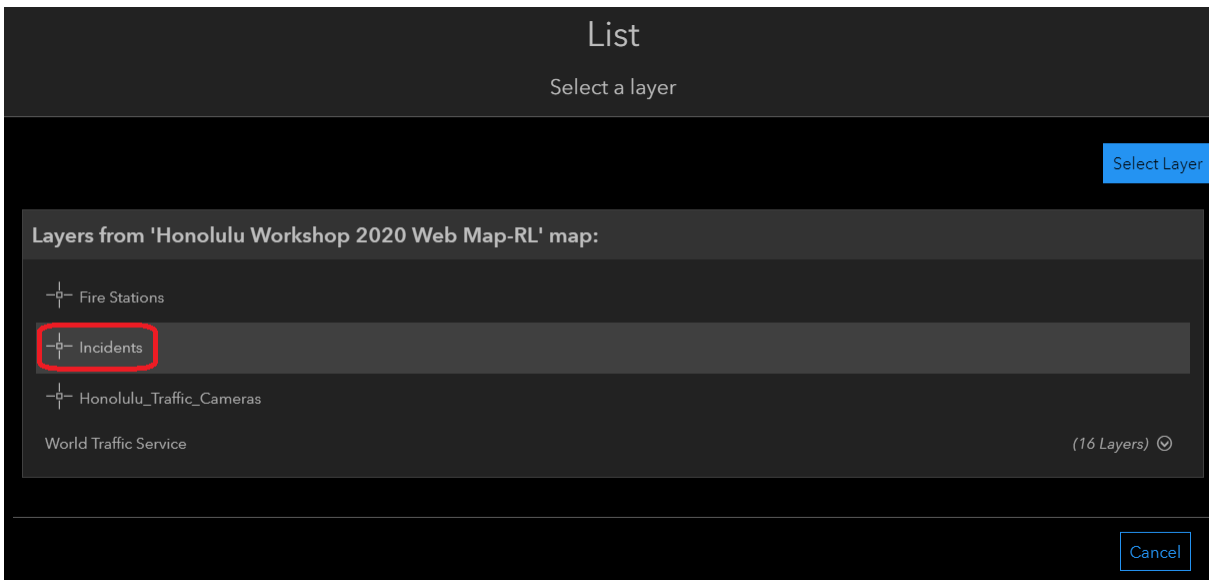 List
Select a layer
Select Layer
Layers from 'Honolulu Workshop 2020 Web Map-RL' map:
Fire Stations
Incidents
Honolulu_Traffic_Cameras
World Traffic Service (16 Layers)
Cancel